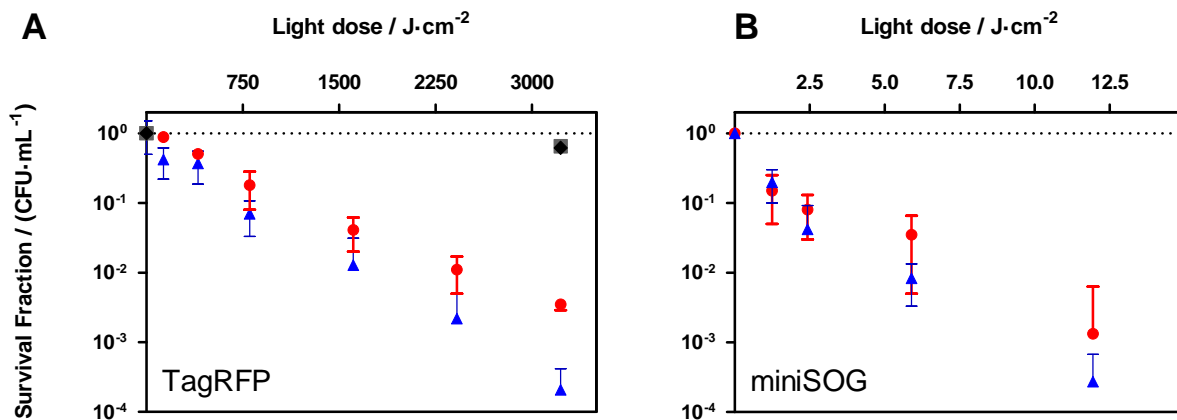 A
Light dose / J·cm⁻²
750 1500 2250 3000
Survival Fraction / (CFU·mL⁻¹)
10⁰
10⁻¹
10⁻²
10⁻³
10⁻⁴
TagRFP
B
Light dose / J·cm⁻²
2.5 5.0 7.5 10.0 12.5
10⁰
10⁻¹
10⁻²
10⁻³
10⁻⁴
miniSOG